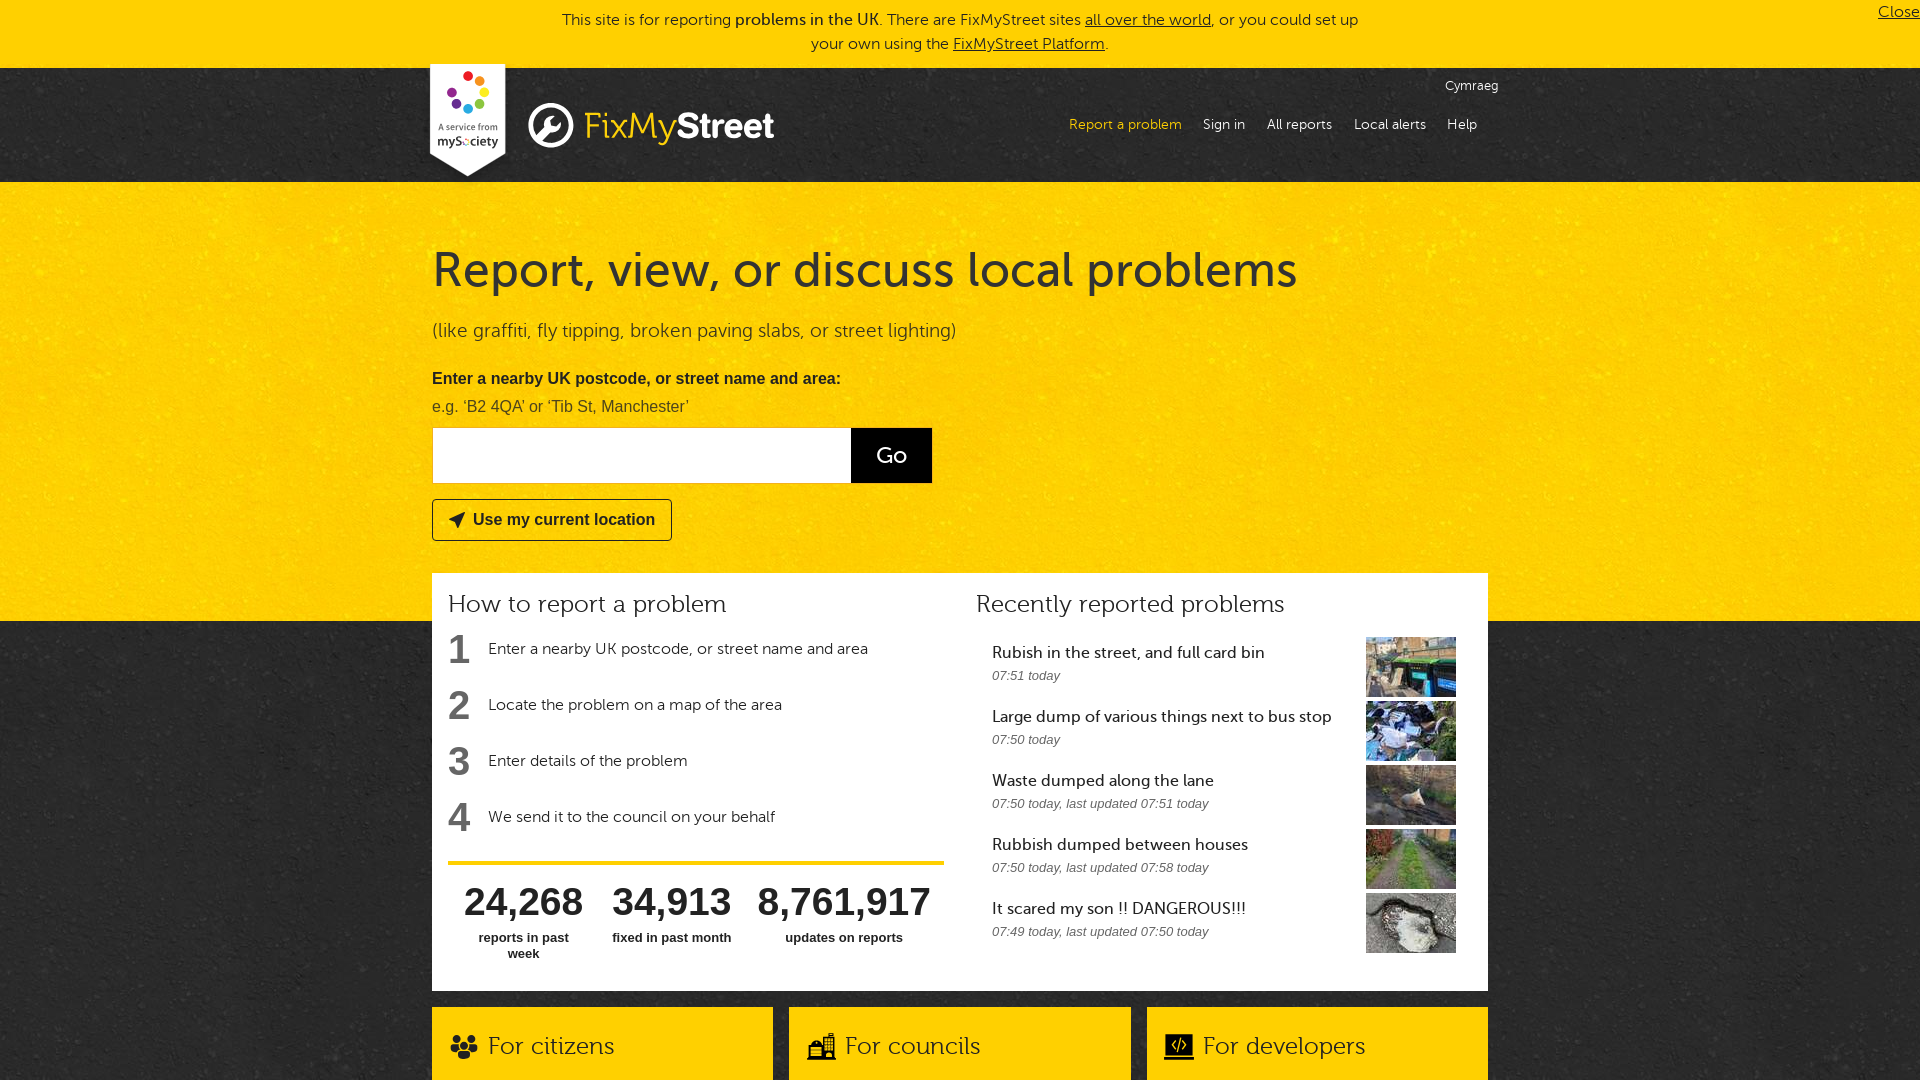 This site is for reporting problems in the UK. There are FixMyStreet sites all over the world, or you could set up
your own using the FixMyStreet Platform.
Close
A service from
mySociety
FixMyStreet
Cymraeg
Report a problem
Sign in
All reports
Local alerts
Help
Report, view, or discuss local problems
(like graffiti, fly tipping, broken paving slabs, or street lighting)
Enter a nearby UK postcode, or street name and area:
e.g. ‘B2 4QA’ or ‘Tib St, Manchester’
Go
Use my current location
How to report a problem
1 Enter a nearby UK postcode, or street name and area
2 Locate the problem on a map of the area
3 Enter details of the problem
4 We send it to the council on your behalf
24,268
reports in past
week
34,913
fixed in past month
8,761,917
updates on reports
Recently reported problems
Rubish in the street, and full card bin
07:51 today
Large dump of various things next to bus stop
07:50 today
Waste dumped along the lane
07:50 today, last updated 07:51 today
Rubbish dumped between houses
07:50 today, last updated 07:58 today
It scared my son !! DANGEROUS!!!
07:49 today, last updated 07:50 today
For citizens
For councils
For developers